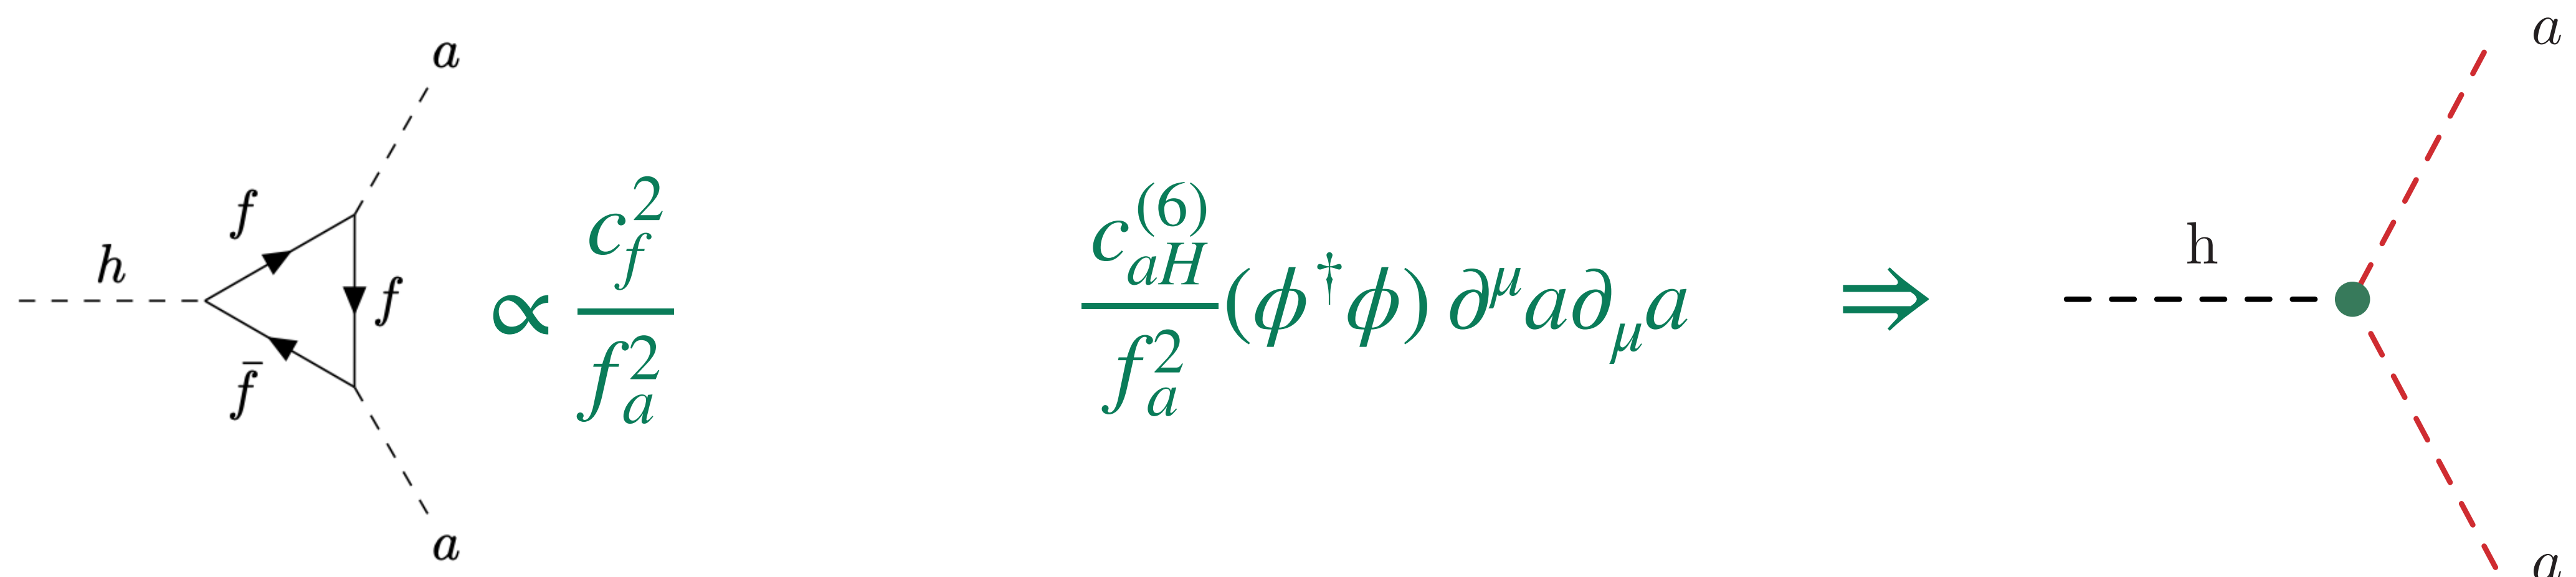 a
f
h
f
f̄
a
∝ c_f^2 / f_a^2
c_{aH}^{(6)} / f_a^2 (ϕ†ϕ) ∂^μ a ∂_μ a ⇒
a
h
a